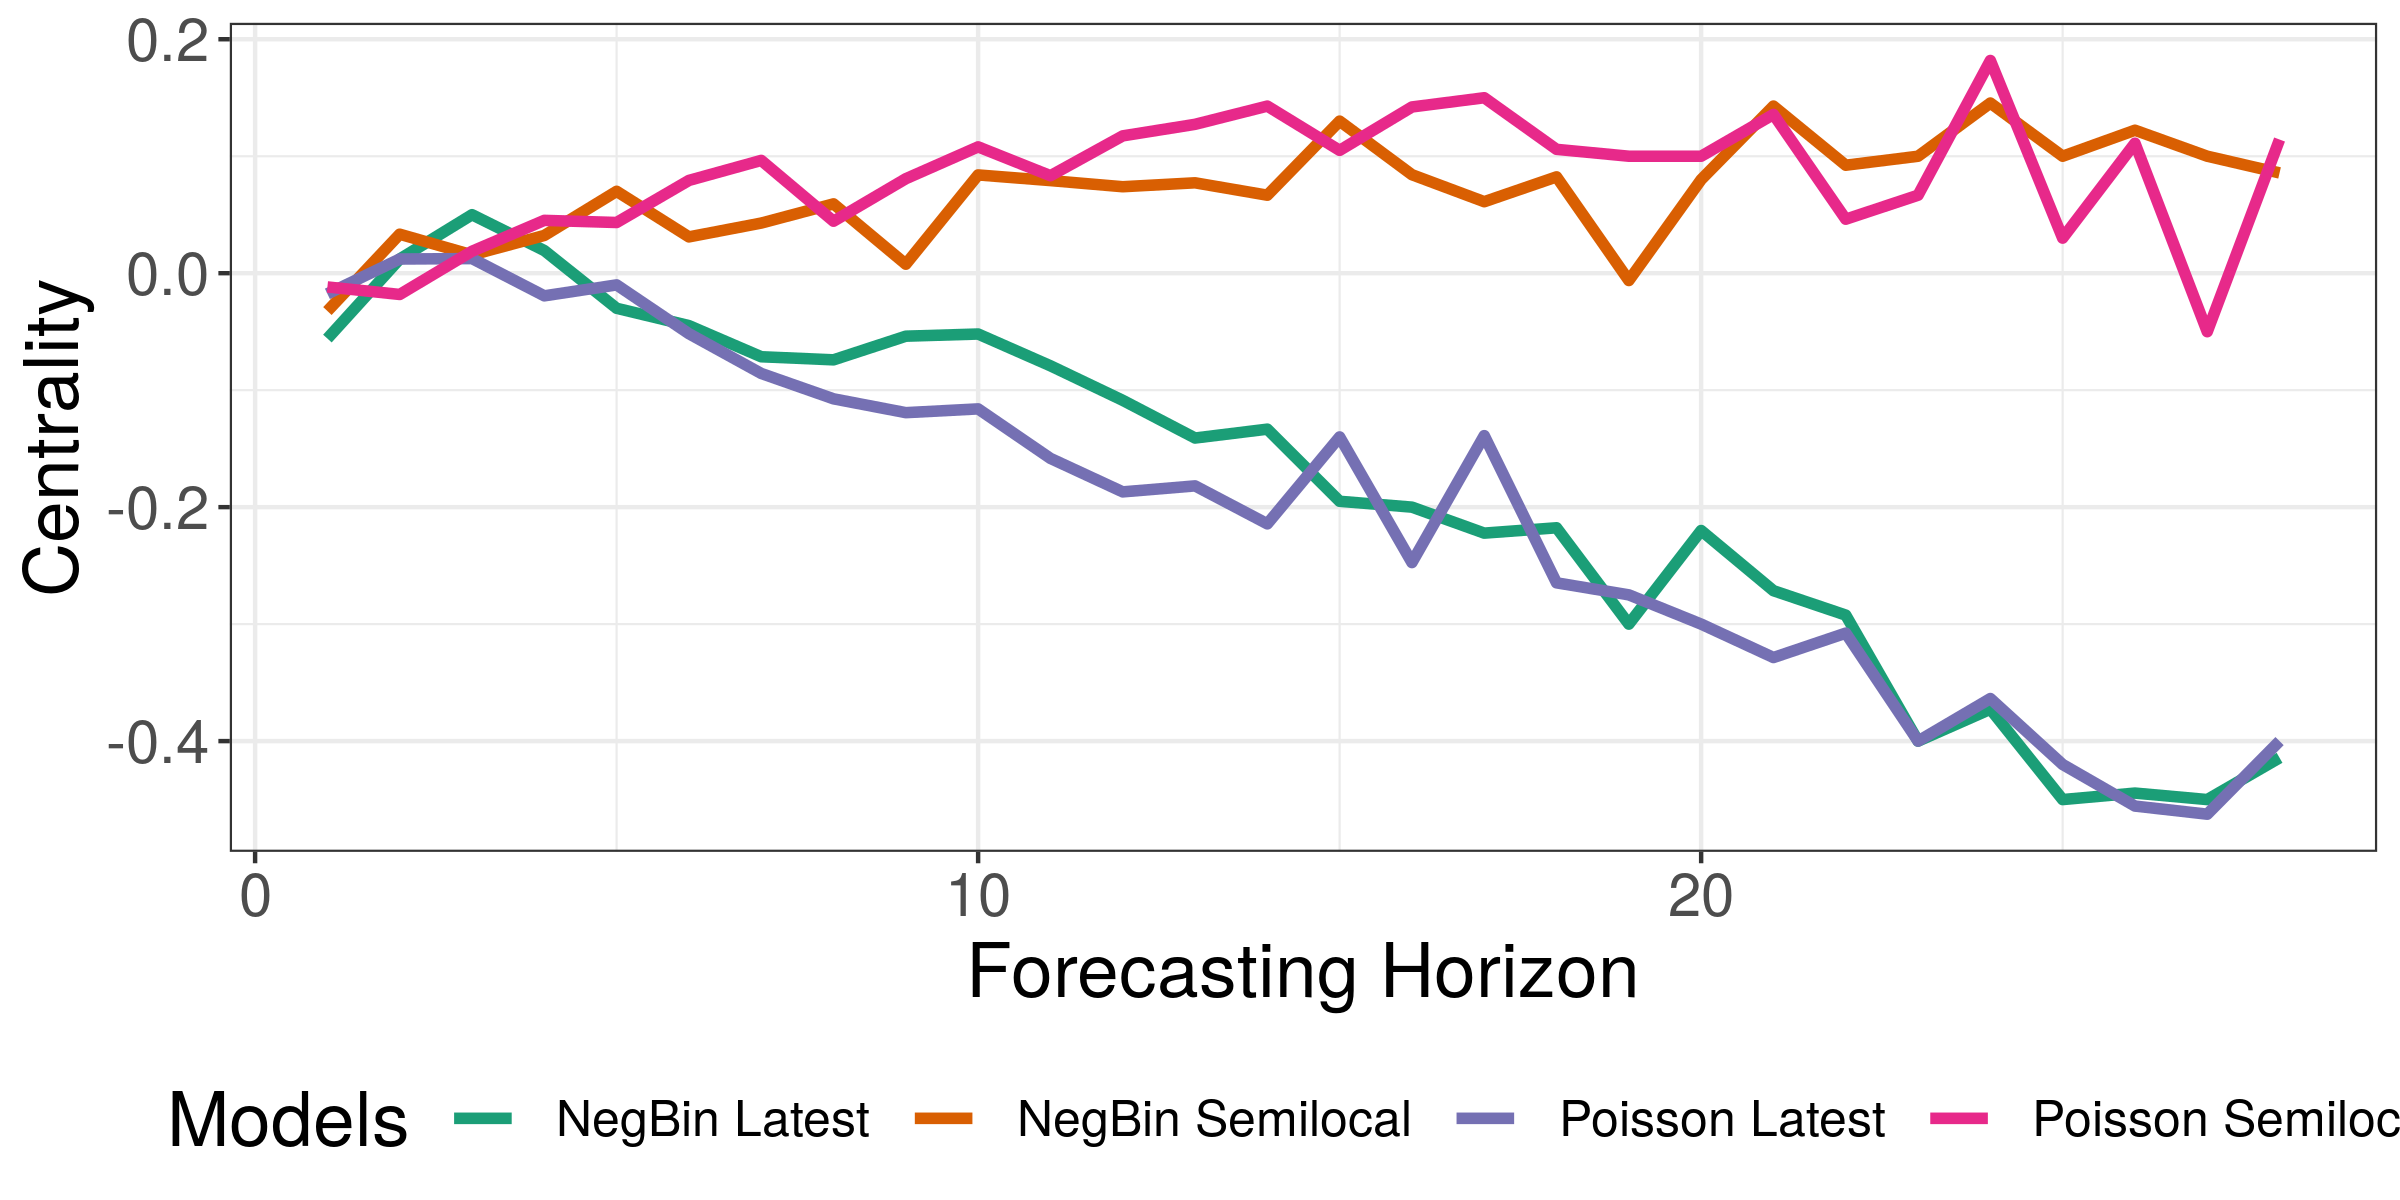 0.2
0.0
-0.2
-0.4
Centrality
0 10 20
Forecasting Horizon
Models NegBin Latest NegBin Semilocal Poisson Latest Poisson Semiloc